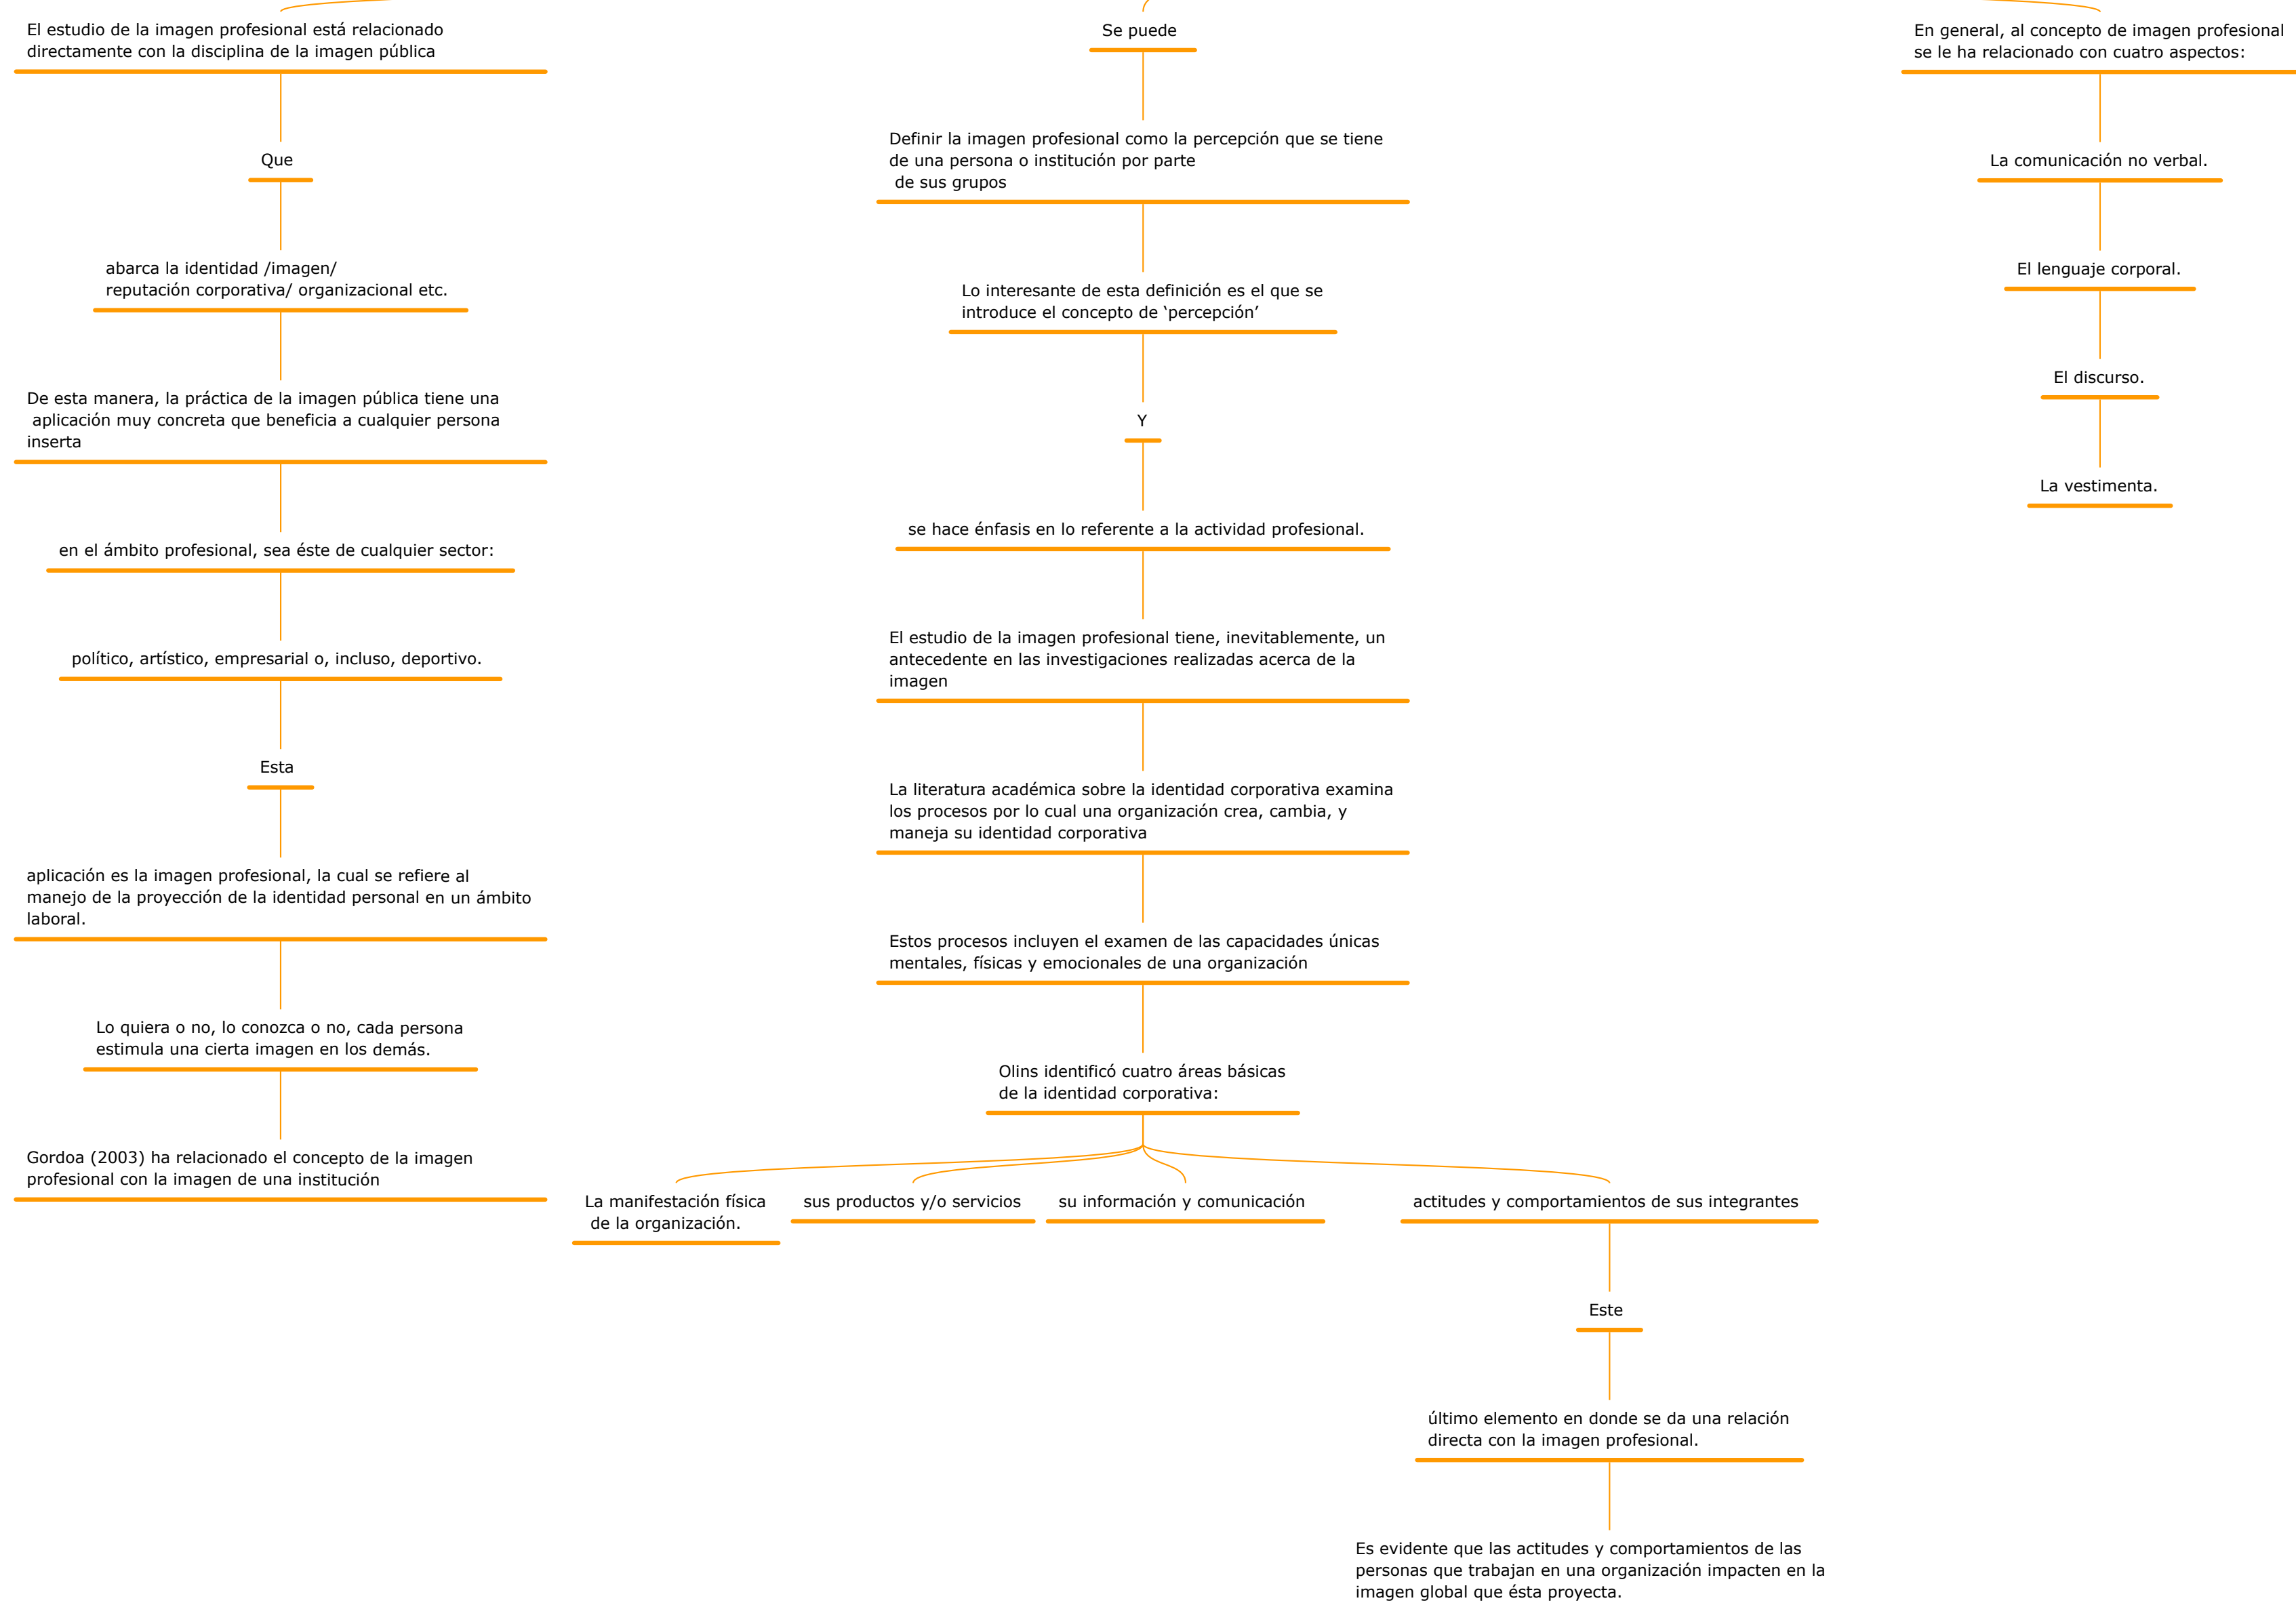 El estudio de la imagen profesional está relacionado
directamente con la disciplina de la imagen pública
Que
abarca la identidad /imagen/
reputación corporativa/ organizacional etc.
De esta manera, la práctica de la imagen pública tiene una
aplicación muy concreta que beneficia a cualquier persona
inserta
en el ámbito profesional, sea éste de cualquier sector:
político, artístico, empresarial o, incluso, deportivo.
Esta
aplicación es la imagen profesional, la cual se refiere al
manejo de la proyección de la identidad personal en un ámbito
laboral.
Lo quiera o no, lo conozca o no, cada persona
estimula una cierta imagen en los demás.
Gordoa (2003) ha relacionado el concepto de la imagen
profesional con la imagen de una institución
Se puede
Definir la imagen profesional como la percepción que se tiene
de una persona o institución por parte
de sus grupos
Lo interesante de esta definición es el que se
introduce el concepto de ‘percepción’
Y
se hace énfasis en lo referente a la actividad profesional.
El estudio de la imagen profesional tiene, inevitablemente, un
antecedente en las investigaciones realizadas acerca de la
imagen
La literatura académica sobre la identidad corporativa examina
los procesos por lo cual una organización crea, cambia, y
maneja su identidad corporativa
Estos procesos incluyen el examen de las capacidades únicas
mentales, físicas y emocionales de una organización
Olins identificó cuatro áreas básicas
de la identidad corporativa:
La manifestación física
de la organización.
sus productos y/o servicios
su información y comunicación
actitudes y comportamientos de sus integrantes
Este
último elemento en donde se da una relación
directa con la imagen profesional.
Es evidente que las actitudes y comportamientos de las
personas que trabajan en una organización impacten en la
imagen global que ésta proyecta.
En general, al concepto de imagen profesional
se le ha relacionado con cuatro aspectos:
La comunicación no verbal.
El lenguaje corporal.
El discurso.
La vestimenta.